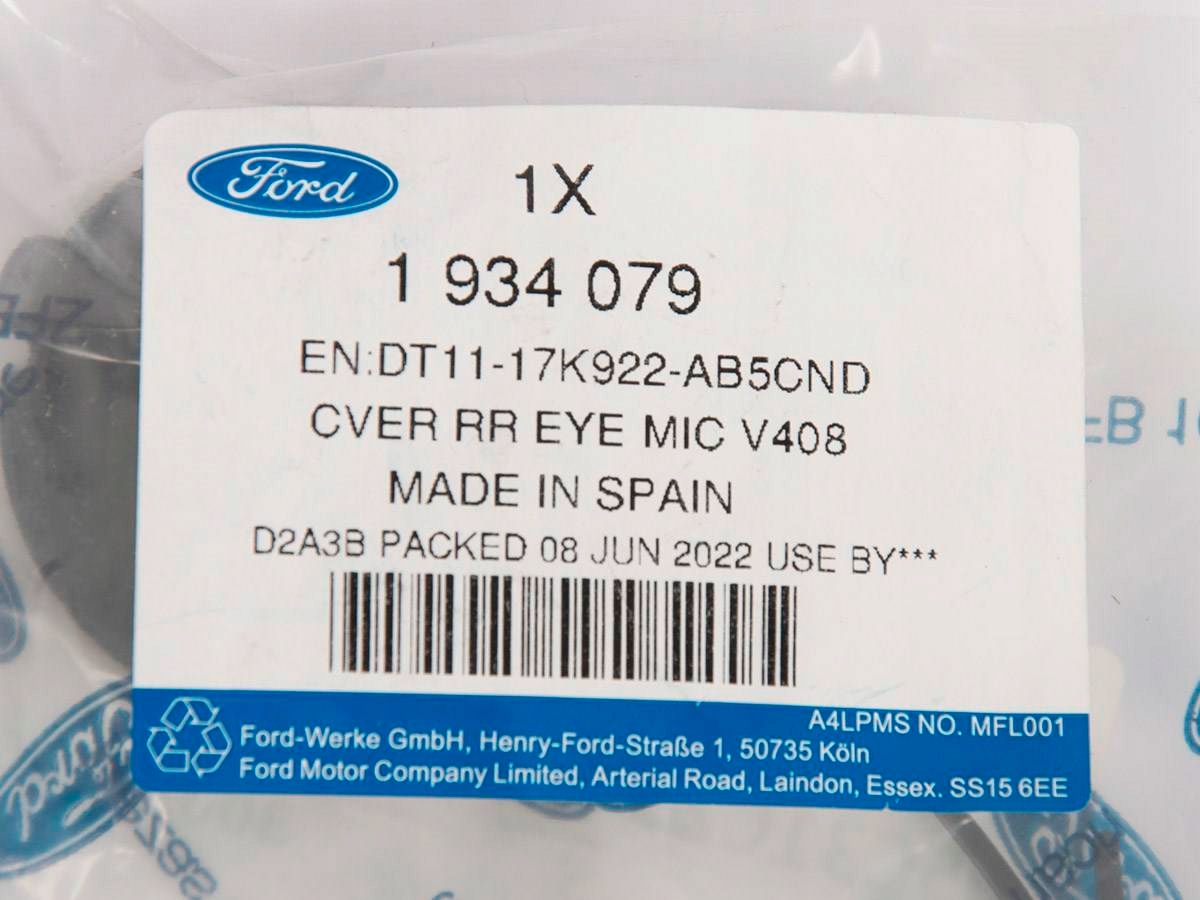 Ford
1X
1 934 079
EN:DT11-17K922-AB5CND
CVER RR EYE MIC V408
MADE IN SPAIN
D2A3B PACKED 08 JUN 2022 USE BY***
A4LPMS NO. MFL001
Ford-Werke GmbH, Henry-Ford-Straße 1, 50735 Köln
Ford Motor Company Limited, Arterial Road, Laindon, Essex. SS15 6EE
Ford